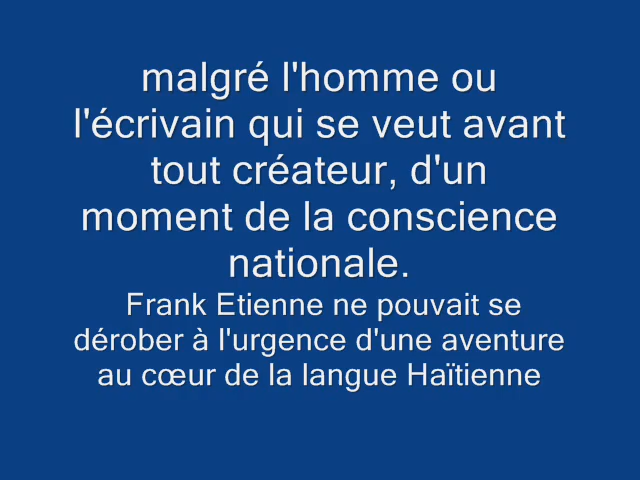 malgré l'homme ou
l'écrivain qui se veut avant
tout créateur, d'un
moment de la conscience
nationale.
Frank Etienne ne pouvait se
dérober à l'urgence d'une aventure
au cœur de la langue Haïtienne